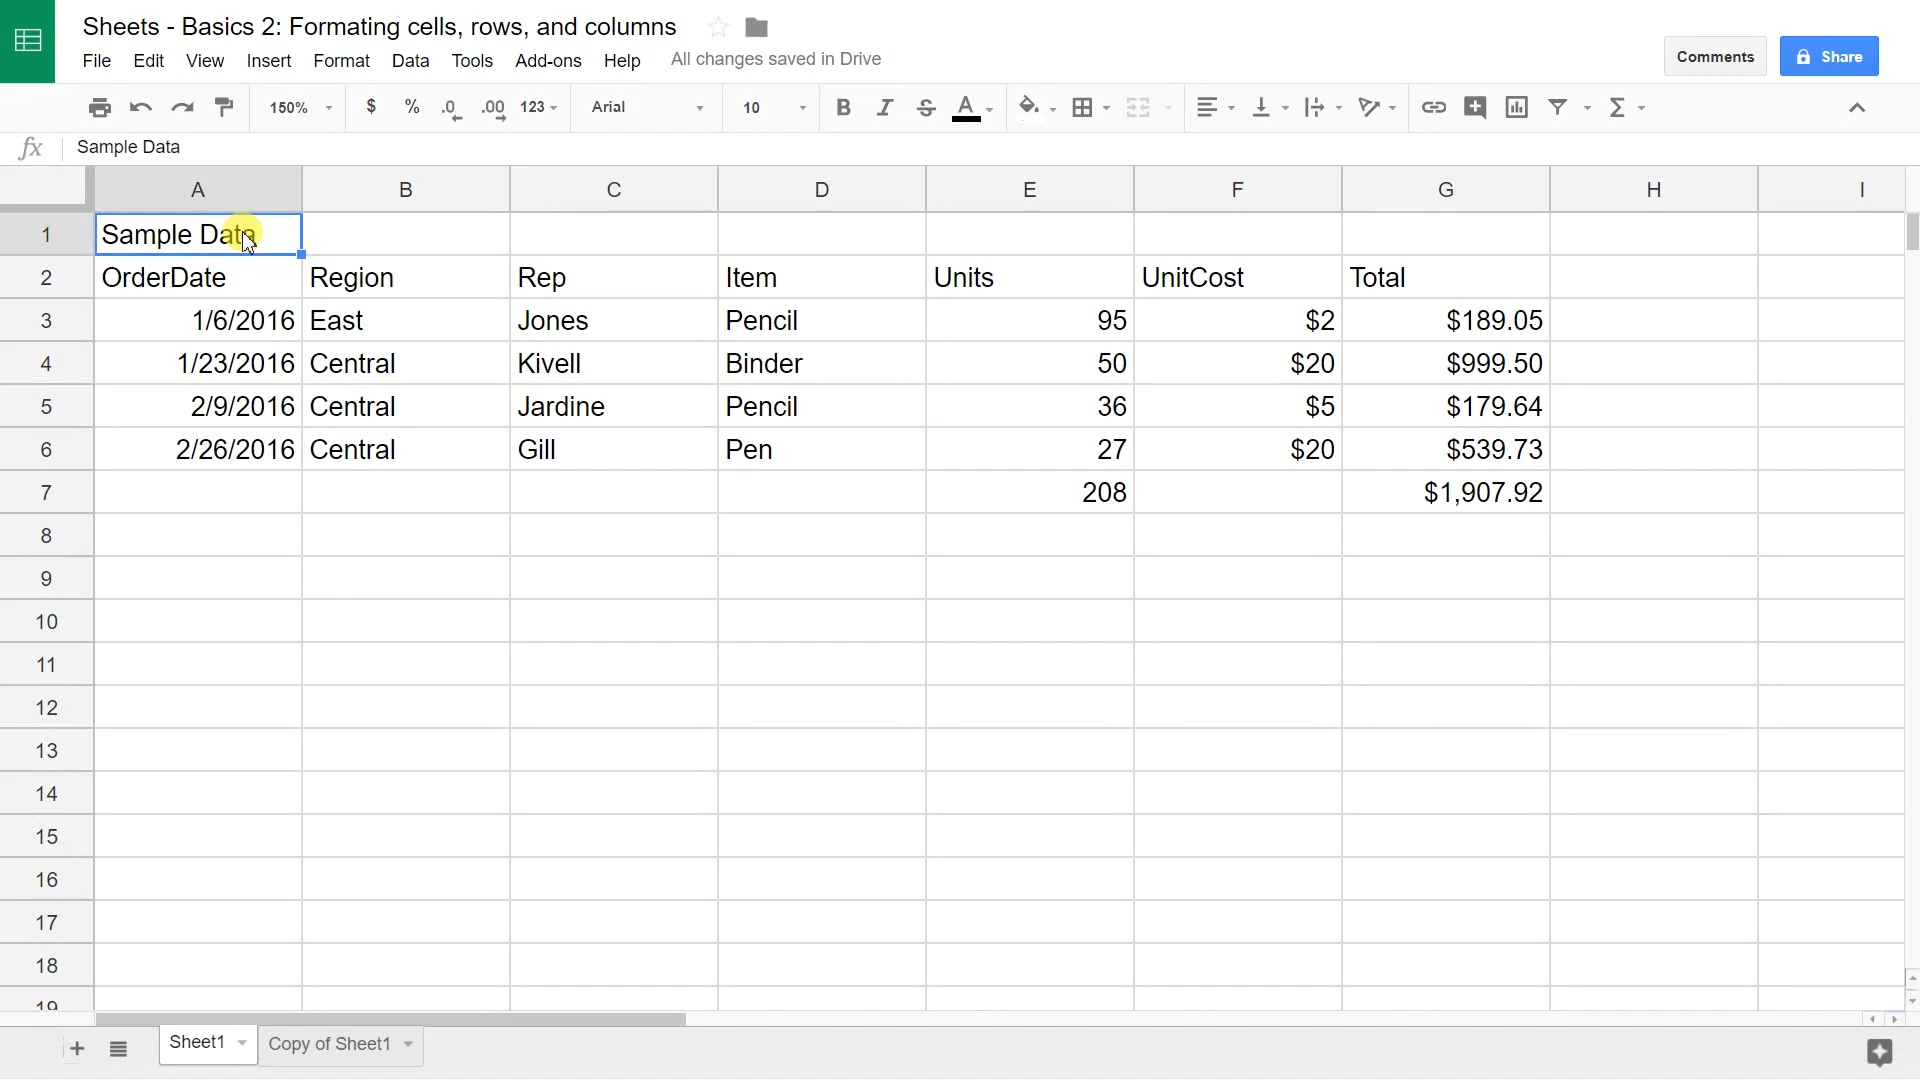 Sheets - Basics 2: Formating cells, rows, and columns
File Edit View Insert Format Data Tools Add-ons Help All changes saved in Drive
Comments Share
150% $ % .0 .00 123 Arial 10 B I S A Σ
fx Sample Data
A B C D E F G H I
1 Sample Data
2 OrderDate Region Rep Item Units UnitCost Total
3 1/6/2016 East Jones Pencil 95 $2 $189.05
4 1/23/2016 Central Kivell Binder 50 $20 $999.50
5 2/9/2016 Central Jardine Pencil 36 $5 $179.64
6 2/26/2016 Central Gill Pen 27 $20 $539.73
7 208 $1,907.92
8
9
10
11
12
13
14
15
16
17
18
19
Sheet1 Copy of Sheet1